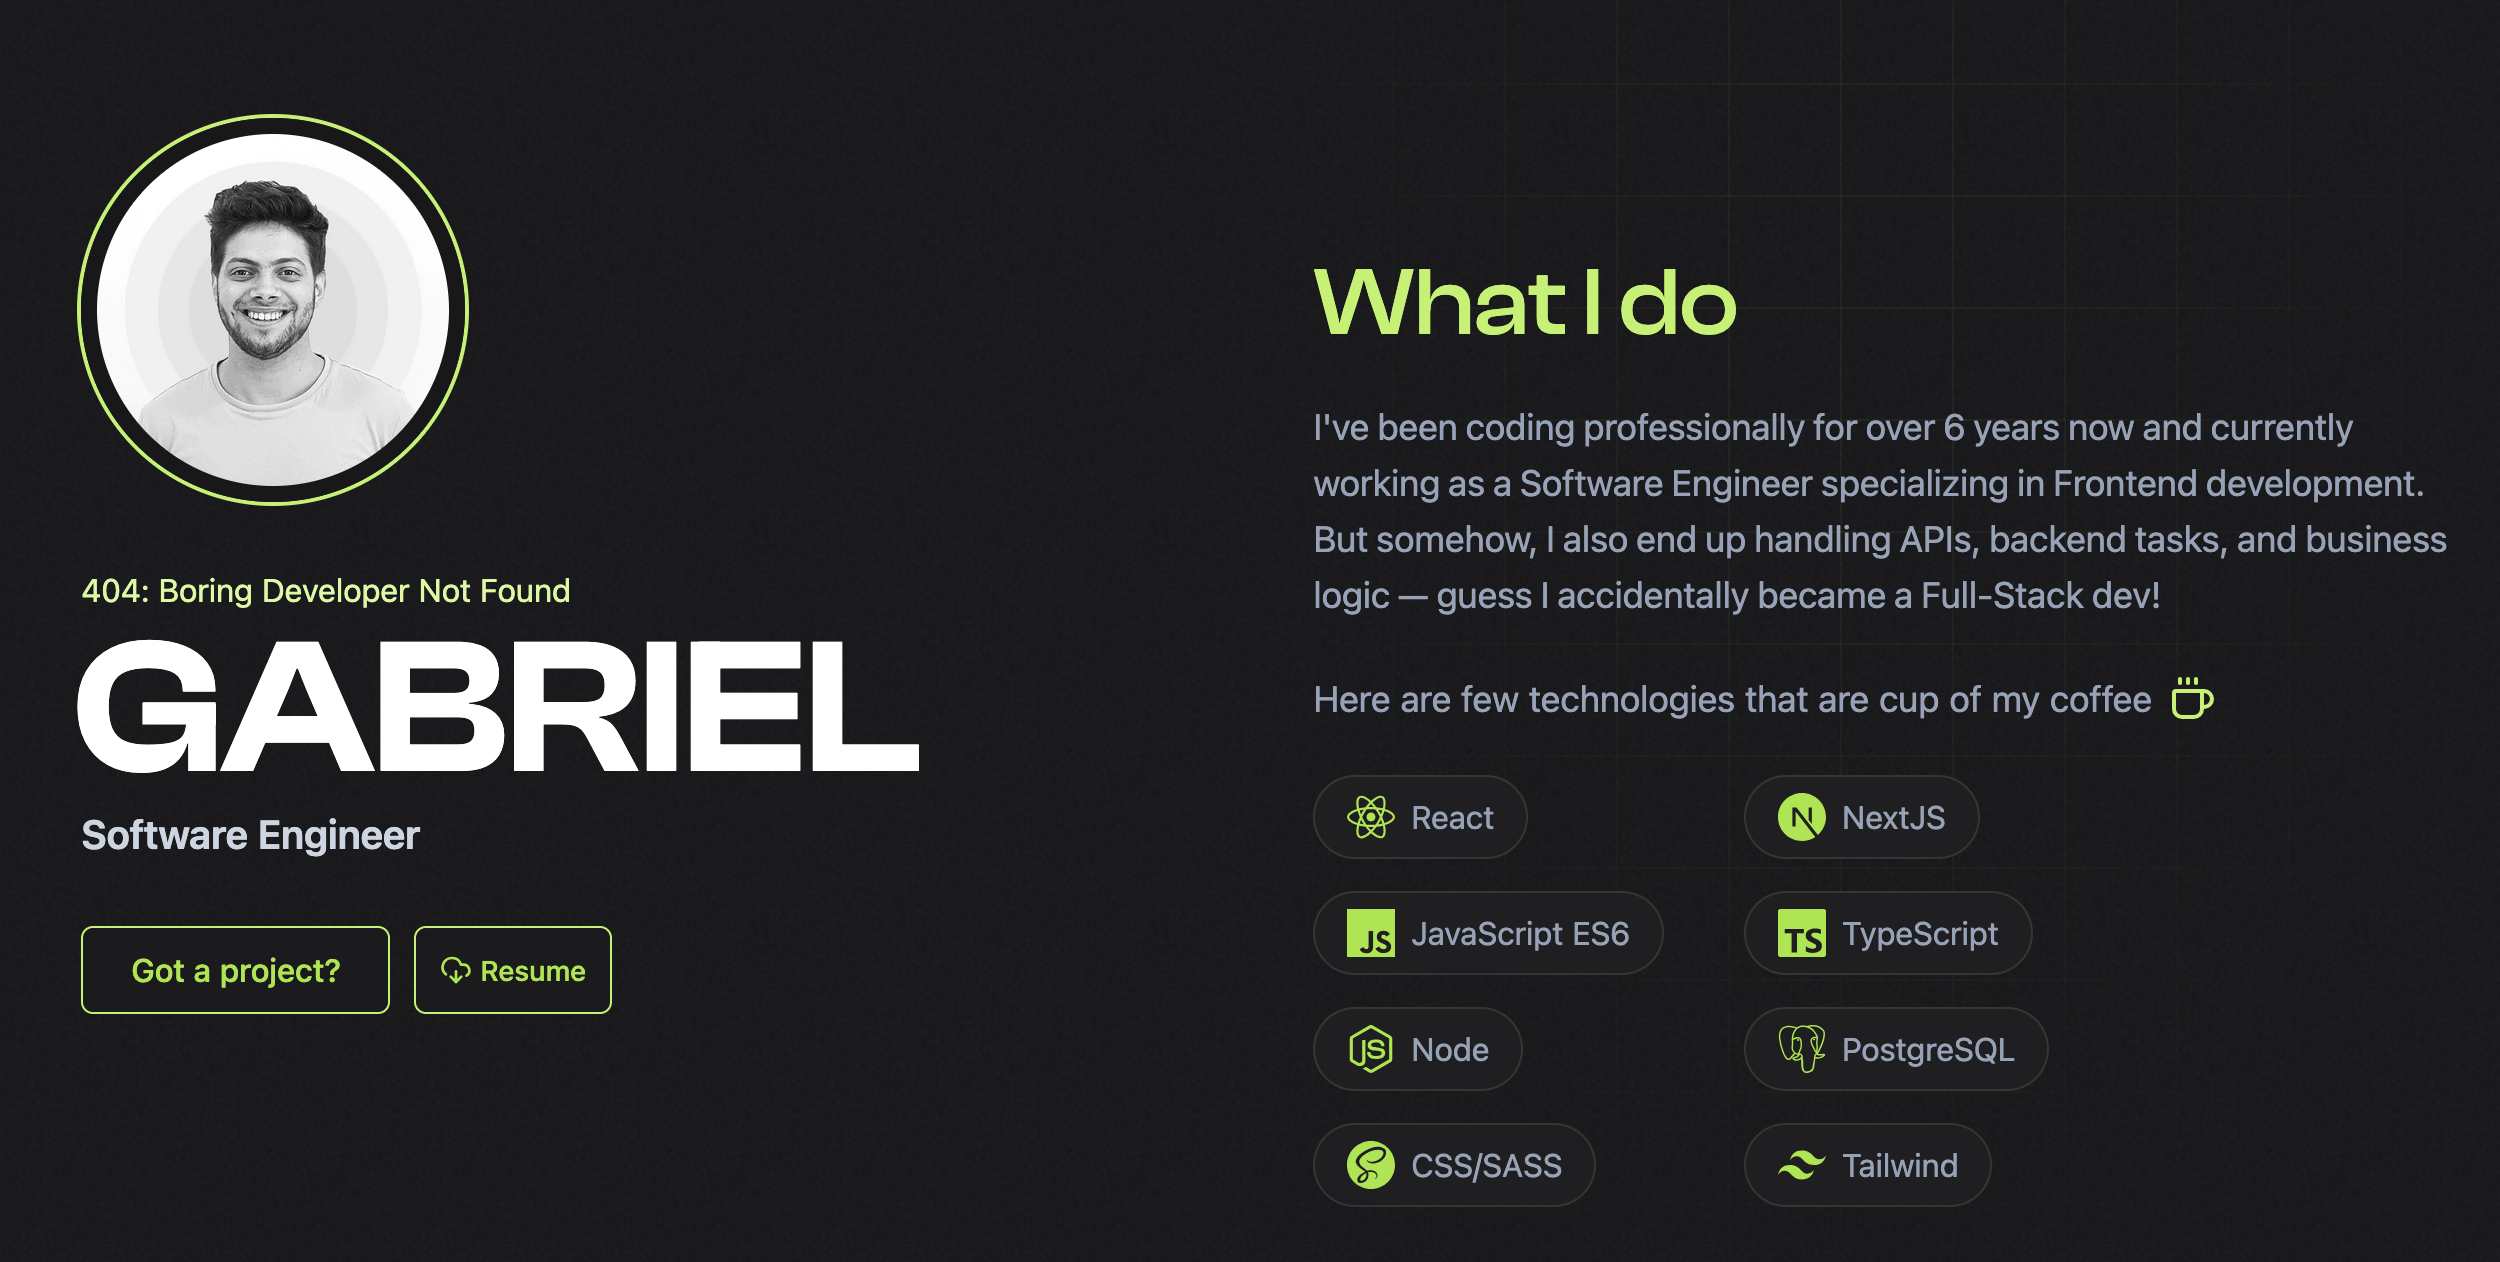 404: Boring Developer Not Found
GABRIEL
Software Engineer
Got a project?
Resume
What I do
I've been coding professionally for over 6 years now and currently
working as a Software Engineer specializing in Frontend development.
But somehow, I also end up handling APIs, backend tasks, and business
logic — guess I accidentally became a Full-Stack dev!
Here are few technologies that are cup of my coffee
React
N NextJS
JS JavaScript ES6
TS TypeScript
JS Node
PostgreSQL
CSS/SASS
Tailwind